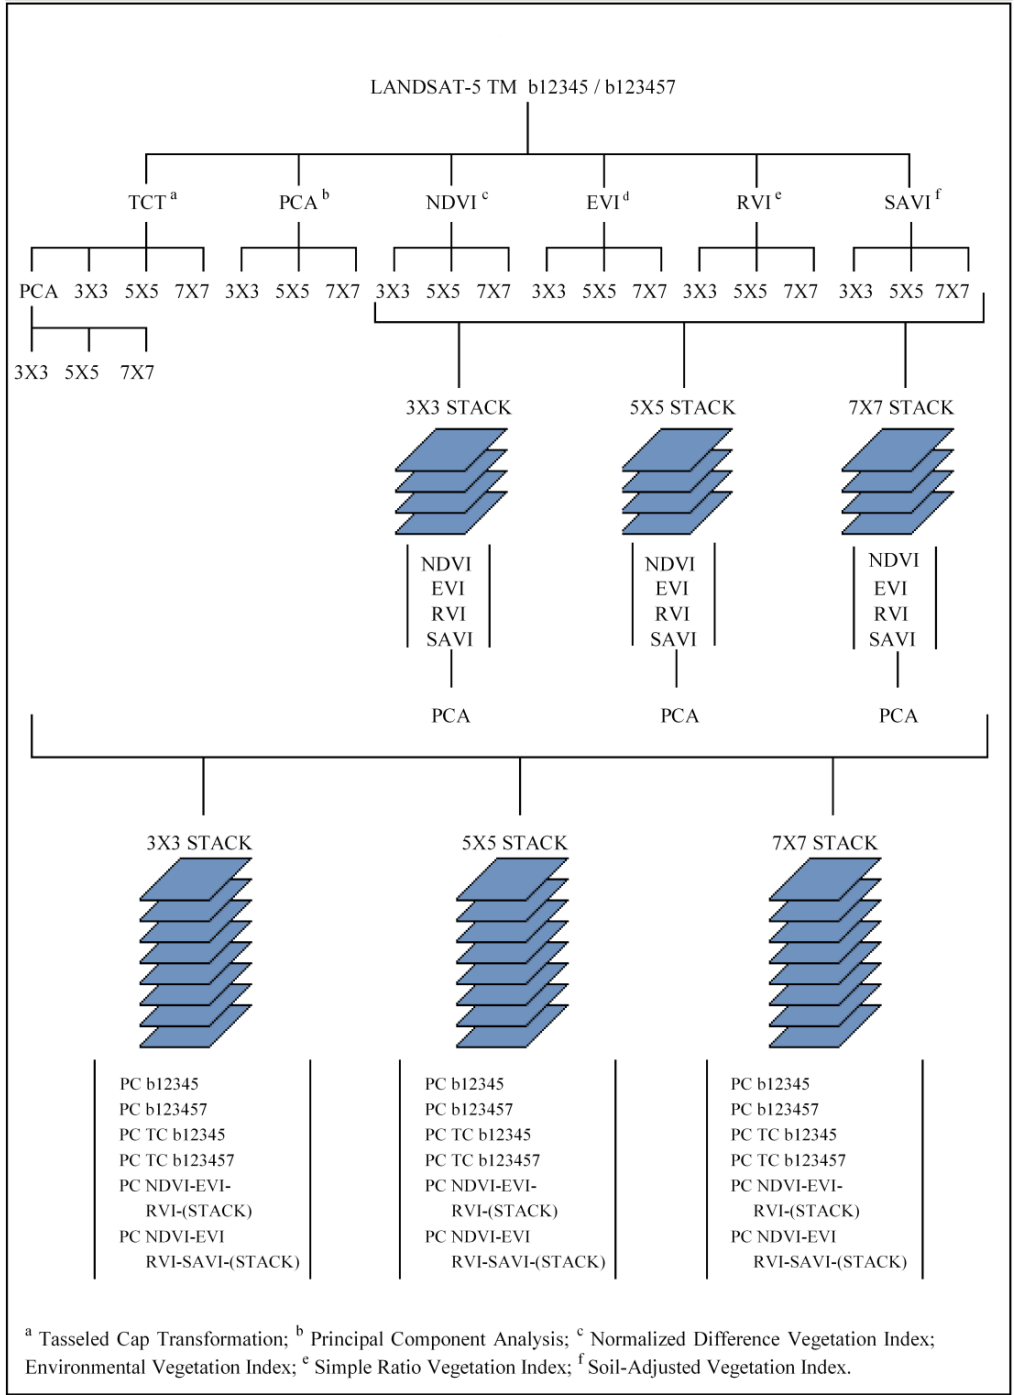 LANDSAT-5 TM b12345 / b123457
TCT a PCA b NDVI c EVI d RVI e SAVI f
PCA 3X3 5X5 7X7 3X3 5X5 7X7 3X3 5X5 7X7 3X3 5X5 7X7 3X3 5X5 7X7 3X3 5X5 7X7
3X3 5X5 7X7
3X3 STACK 5X5 STACK 7X7 STACK
NDVI NDVI NDVI
EVI EVI EVI
RVI RVI RVI
SAVI SAVI SAVI
PCA PCA PCA
3X3 STACK 5X5 STACK 7X7 STACK
PC b12345 PC b12345 PC b12345
PC b123457 PC b123457 PC b123457
PC TC b12345 PC TC b12345 PC TC b12345
PC TC b123457 PC TC b123457 PC TC b123457
PC NDVI-EVI- PC NDVI-EVI- PC NDVI-EVI-
RVI-(STACK) RVI-(STACK) RVI-(STACK)
PC NDVI-EVI PC NDVI-EVI PC NDVI-EVI
RVI-SAVI-(STACK) RVI-SAVI-(STACK) RVI-SAVI-(STACK)
a Tasseled Cap Transformation; b Principal Component Analysis; c Normalized Difference Vegetation Index;
Environmental Vegetation Index; e Simple Ratio Vegetation Index; f Soil-Adjusted Vegetation Index.